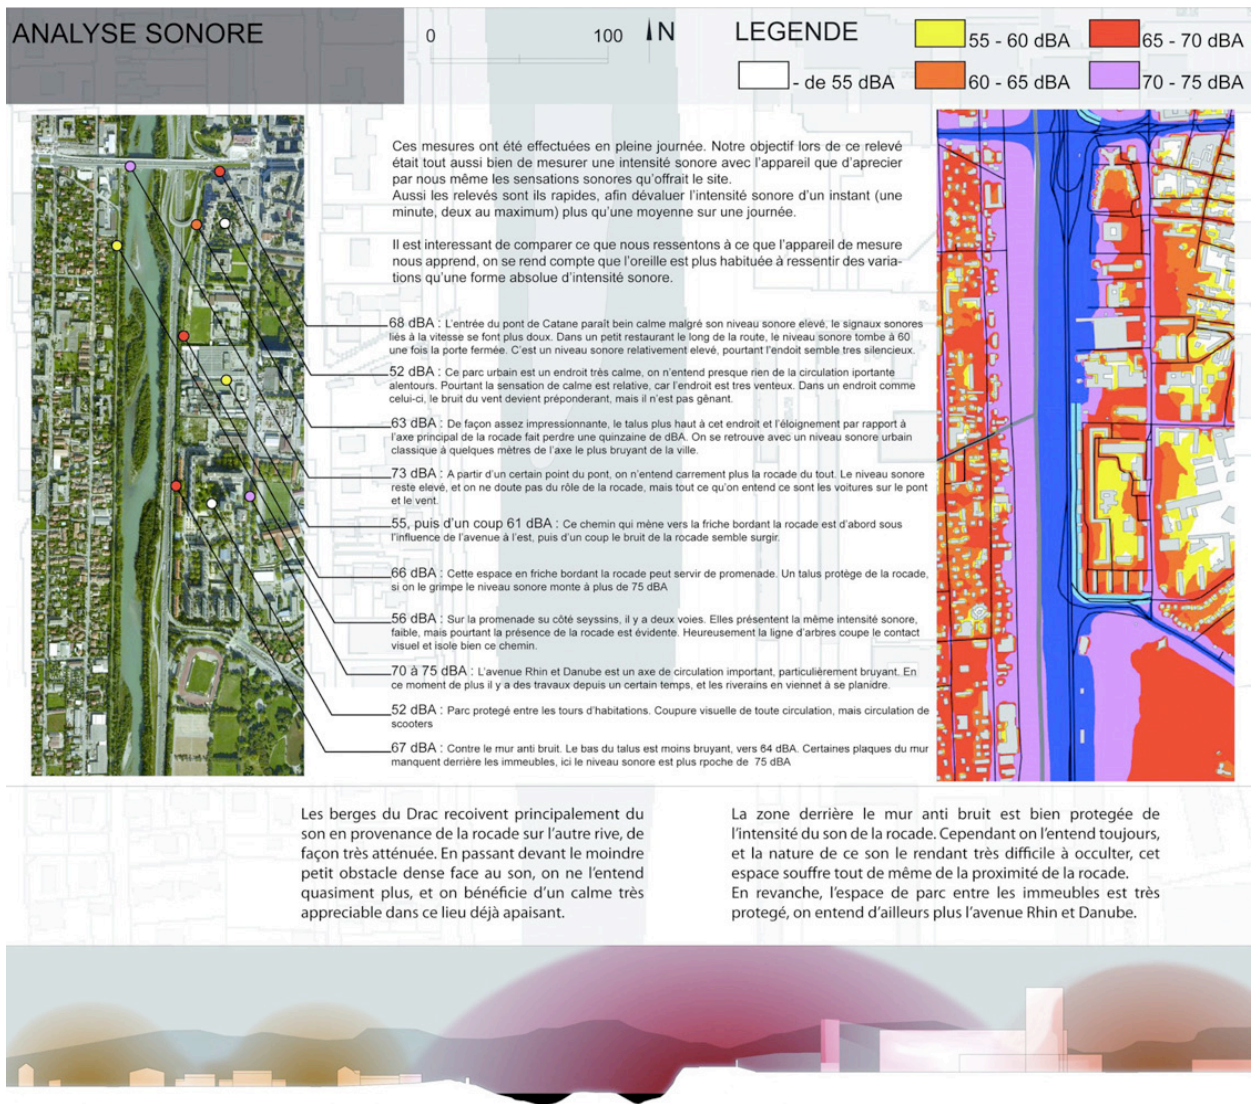 ANALYSE SONORE
0 100 N
LEGENDE
55 - 60 dBA
65 - 70 dBA
- de 55 dBA
60 - 65 dBA
70 - 75 dBA
Ces mesures ont été effectuées en pleine journée. Notre objectif lors de ce relevé
était tout aussi bien de mesurer une intensité sonore avec l'appareil que d'aprecier
par nous même les sensations sonores qu'offrait le site.
Aussi les relevés sont ils rapides, afin dévaluer l'intensité sonore d'un instant (une
minute, deux au maximum) plus qu'une moyenne sur une journée.
Il est interessant de comparer ce que nous ressentons à ce que l'appareil de mesure
nous apprend, on se rend compte que l'oreille est plus habituée à ressentir des varia-
tions qu'une forme absolue d'intensité sonore.
68 dBA : L'entrée du pont de Catane paraît bein calme malgré son niveau sonore elevé, le signaux sonores
liés à la vitesse se font plus doux. Dans un petit restaurant le long de la route, le niveau sonore tombe à 60
une fois la porte fermée. C'est un niveau sonore relativement elevé, pourtant l'endoit semble tres silencieux.
52 dBA : Ce parc urbain est un endroit trés calme, on n'entend presque rien de la circulation iportante
alentours. Pourtant la sensation de calme est relative, car l'endroit est tres venteux. Dans un endroit comme
celui-ci, le bruit du vent devient préponderant, mais il n'est pas gênant.
63 dBA : De façon assez impressionnante, le talus plus haut à cet endroit et l'éloignement par rapport à
l'axe principal de la rocade fait perdre une quinzaine de dBA. On se retrouve avec un niveau sonore urbain
classique à quelques mètres de l'axe le plus bruyant de la ville.
73 dBA : A partir d'un certain point du pont, on n'entend carrement plus la rocade du tout. Le niveau sonore
reste elevé, et on ne doute pas du rôle de la rocade, mais tout ce qu'on entend ce sont les voitures sur le pont
et le vent.
55, puis d'un coup 61 dBA : Ce chemin qui mène vers la friche bordant la rocade est d'abord sous
l'influence de l'avenue à l'est, puis d'un coup le bruit de la rocade semble surgir.
66 dBA : Cette espace en friche bordant la rocade peut servir de promenade. Un talus protège de la rocade,
si on le grimpe le niveau sonore monte à plus de 75 dBA
56 dBA : Sur la promenade su côté seyssins, il y a deux voies. Elles présentent la même intensité sonore,
faible, mais pourtant la présence de la rocade est évidente. Heureusement la ligne d'arbres coupe le contact
visuel et isole bien ce chemin.
70 à 75 dBA : L'avenue Rhin et Danube est un axe de circulation important, particulièrement bruyant. En
ce moment de plus il y a des travaux depuis un certain temps, et les riverains en viennet à se planidre.
52 dBA : Parc protegé entre les tours d'habitations. Coupure visuelle de toute circulation, mais circulation de
scooters
67 dBA : Contre le mur anti bruit. Le bas du talus est moins bruyant, vers 64 dBA. Certaines plaques du mur
manquent derrière les immeubles, ici le niveau sonore est plus rpoche de 75 dBA
Les berges du Drac recoivent principalement du
son en provenance de la rocade sur l'autre rive, de
façon très atténuée. En passant devant le moindre
petit obstacle dense face au son, on ne l'entend
quasiment plus, et on bénéficie d'un calme très
appreciable dans ce lieu déjà apaisant.
La zone derrière le mur anti bruit est bien protegée de
l'intensité du son de la rocade. Cependant on l'entend toujours,
et la nature de ce son le rendant très difficile à occulter, cet
espace souffre tout de même de la proximité de la rocade.
En revanche, l'espace de parc entre les immeubles est très
protegé, on entend d'ailleurs plus l'avenue Rhin et Danube.